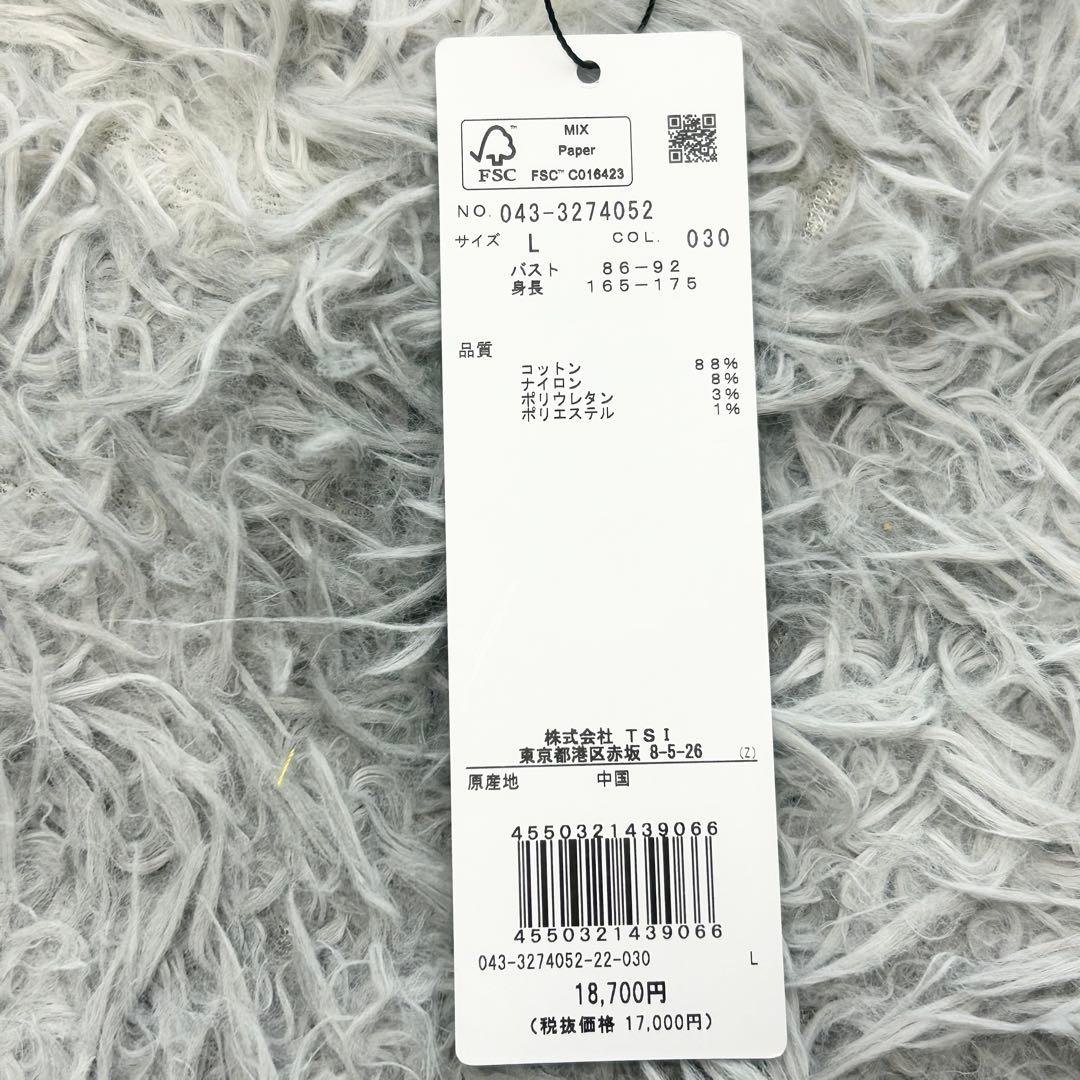 MIX
Paper
FSC™ C016423
FSC
NO. 043-3274052
サイズ L COL. 030
バスト 86-92
身長 165-175
品質
コットン 88%
ナイロン 8%
ポリウレタン 3%
ポリエステル 1%
株式会社 TSI
東京都港区赤坂 8-5-26 (Z)
原産地 中国
4550321439066
4550321439066
043-3274052-22-030 L
18,700円
(税抜価格 17,000円)